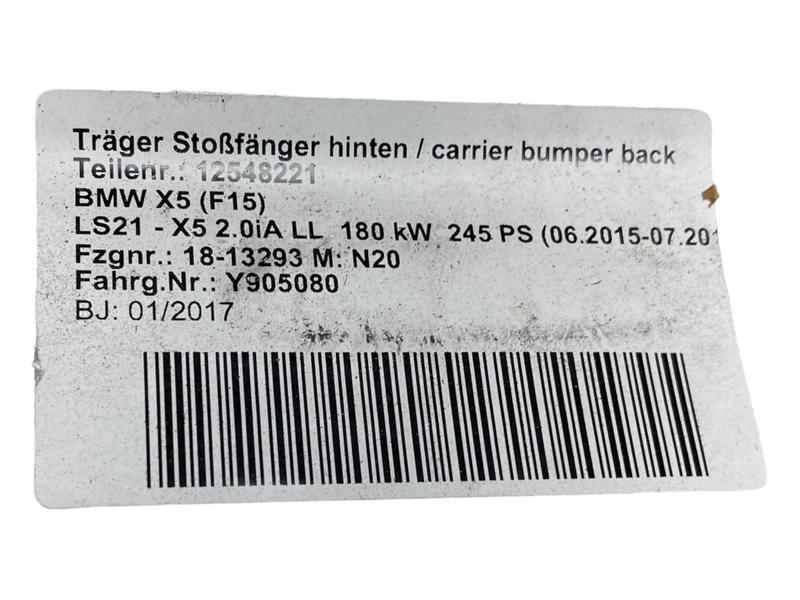 Träger Stoßfänger hinten / carrier bumper back
Teilenr.: 12548221
BMW X5 (F15)
LS21 - X5 2.0iA LL 180 kW 245 PS (06.2015-07.201
Fzgnr.: 18-13293 M: N20
Fahrg.Nr.: Y905080
BJ: 01/2017